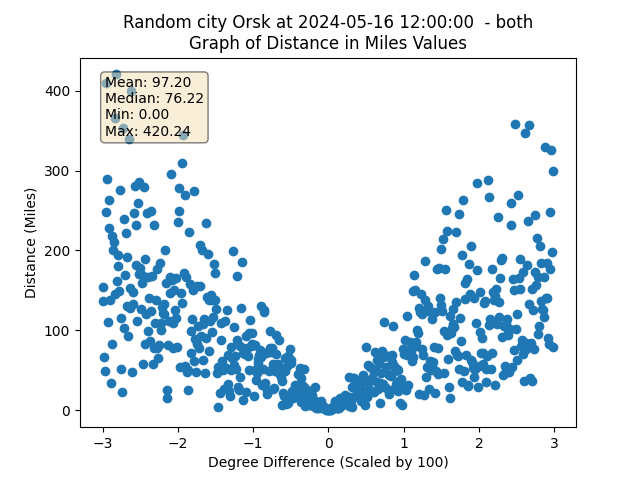 Random city Orsk at 2024-05-16 12:00:00  - both
Graph of Distance in Miles Values
Mean: 97.20
Median: 76.22
Min: 0.00
Max: 420.24
Distance (Miles)
400
300
200
100
0
−3
−2
−1
0
1
2
3
Degree Difference (Scaled by 100)